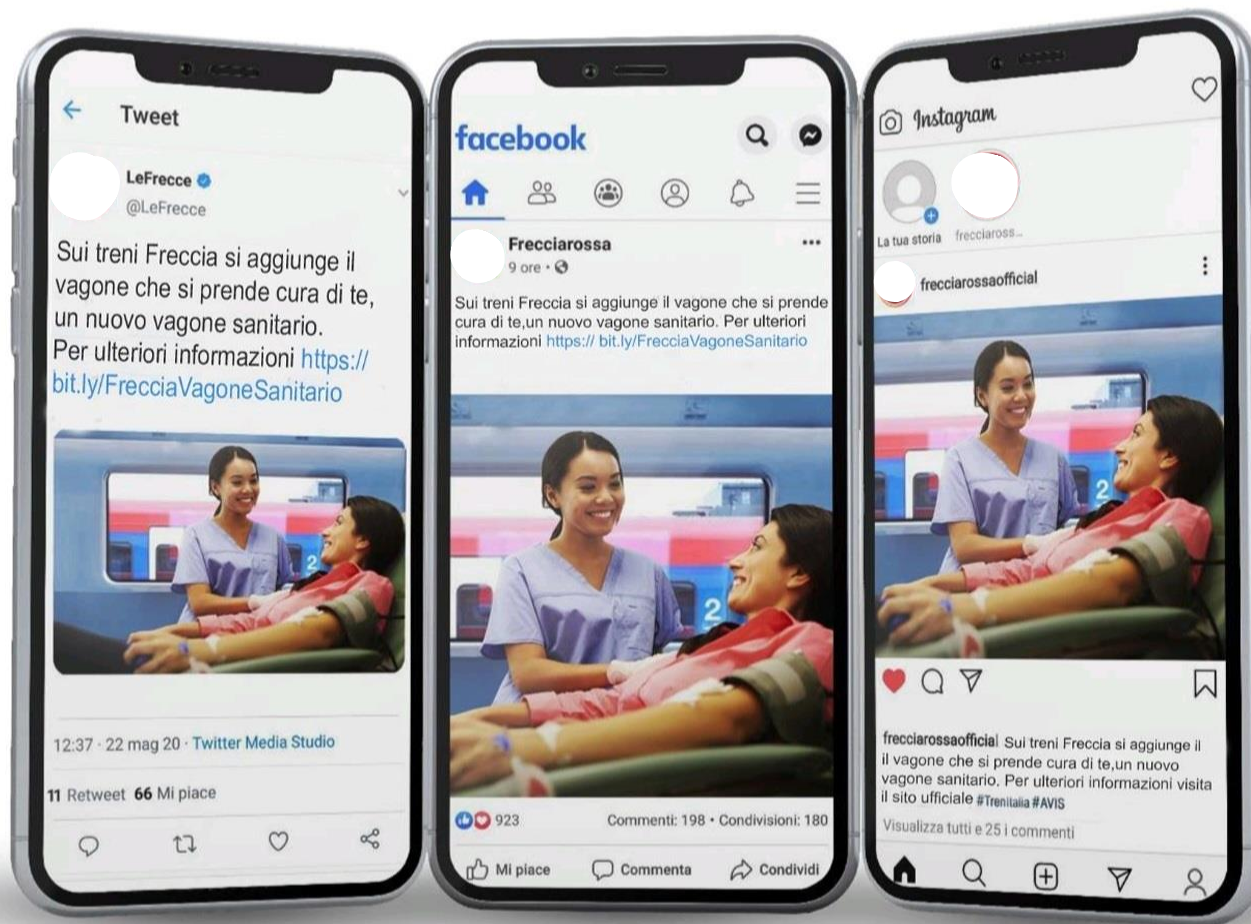 Tweet
LeFrecce
@LeFrecce
Sui treni Freccia si aggiunge il
vagone che si prende cura di te,
un nuovo vagone sanitario.
Per ulteriori informazioni https://
bit.ly/FrecciaVagoneSanitario
2
12:37 · 22 mag 20 · Twitter Media Studio
11 Retweet 66 Mi piace
facebook
Frecciarossa
9 ore ·
Sui treni Freccia si aggiunge il vagone che si prende
cura di te,un nuovo vagone sanitario. Per ulteriori
informazioni https:// bit.ly/FrecciaVagoneSanitario
2
923 Commenti: 198 • Condivisioni: 180
Mi piace Commenta Condividi
Instagram
La tua storia frecciaross...
frecciarossaofficial
2
frecciarossaofficial Sui treni Freccia si aggiunge il
il vagone che si prende cura di te,un nuovo
vagone sanitario. Per ulteriori informazioni visita
il sito ufficiale #Trenitalia #AVIS
Visualizza tutti e 25 i commenti